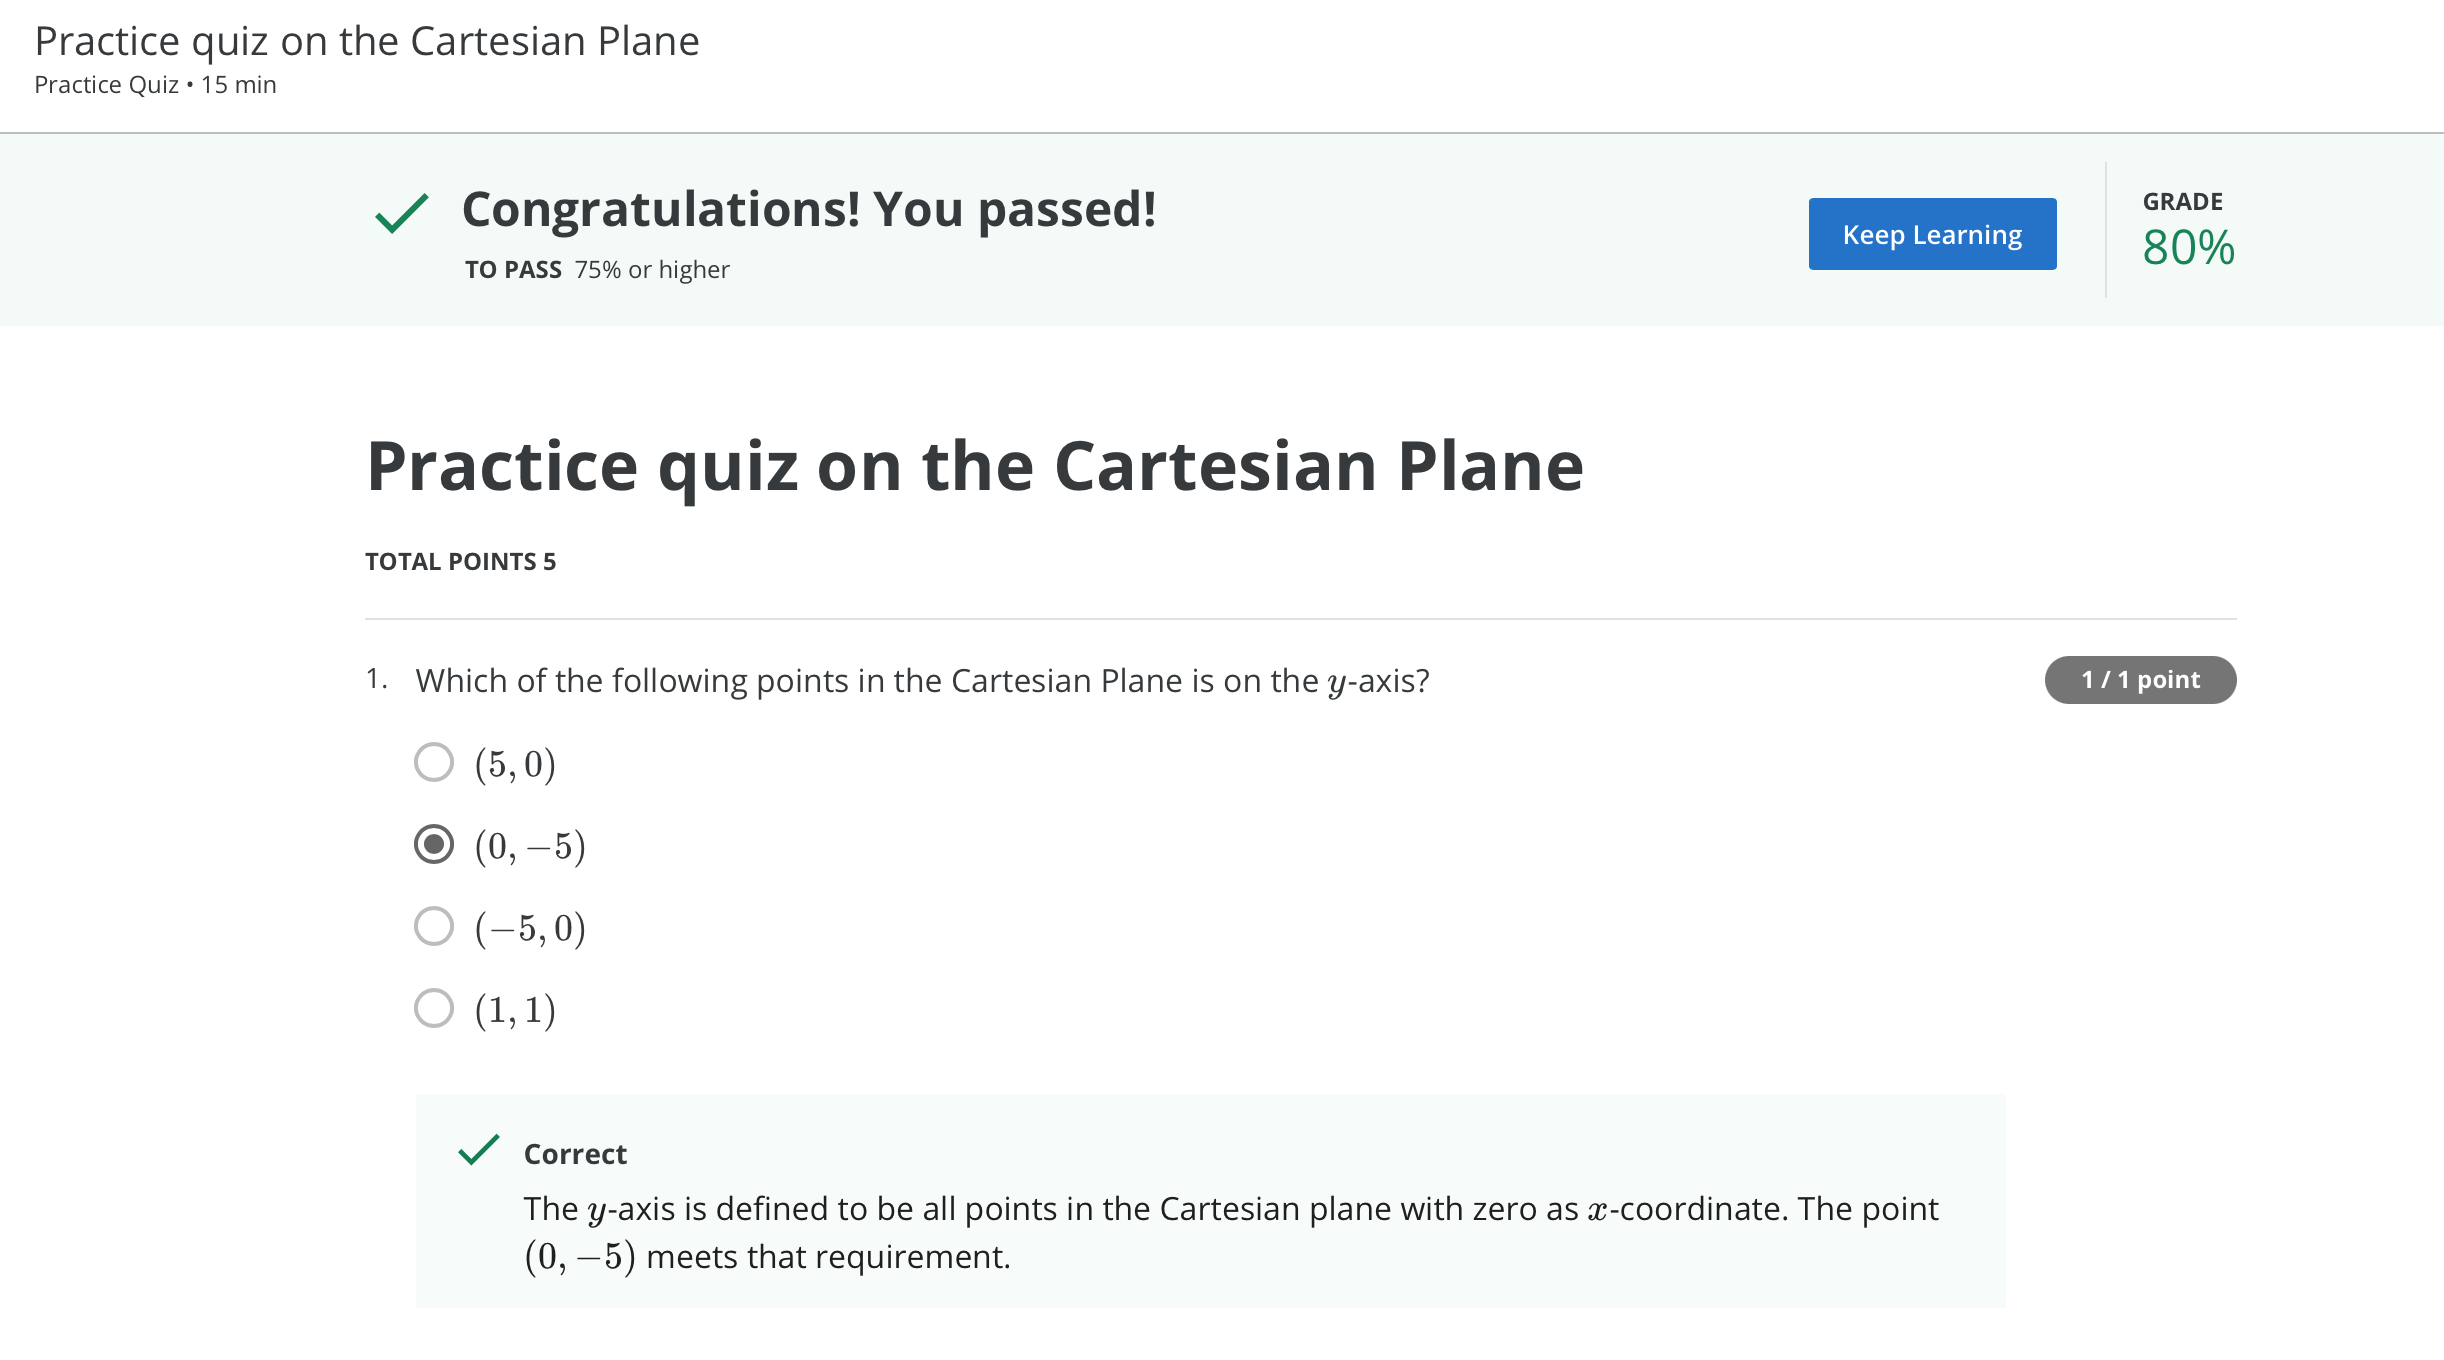 Practice quiz on the Cartesian Plane
Practice Quiz • 15 min
Congratulations! You passed!
TO PASS 75% or higher
Keep Learning
GRADE
80%
Practice quiz on the Cartesian Plane
TOTAL POINTS 5
1. Which of the following points in the Cartesian Plane is on the y-axis?
1 / 1 point
(5, 0)
(0, −5)
(−5, 0)
(1, 1)
Correct
The y-axis is defined to be all points in the Cartesian plane with zero as x-coordinate. The point
(0, −5) meets that requirement.